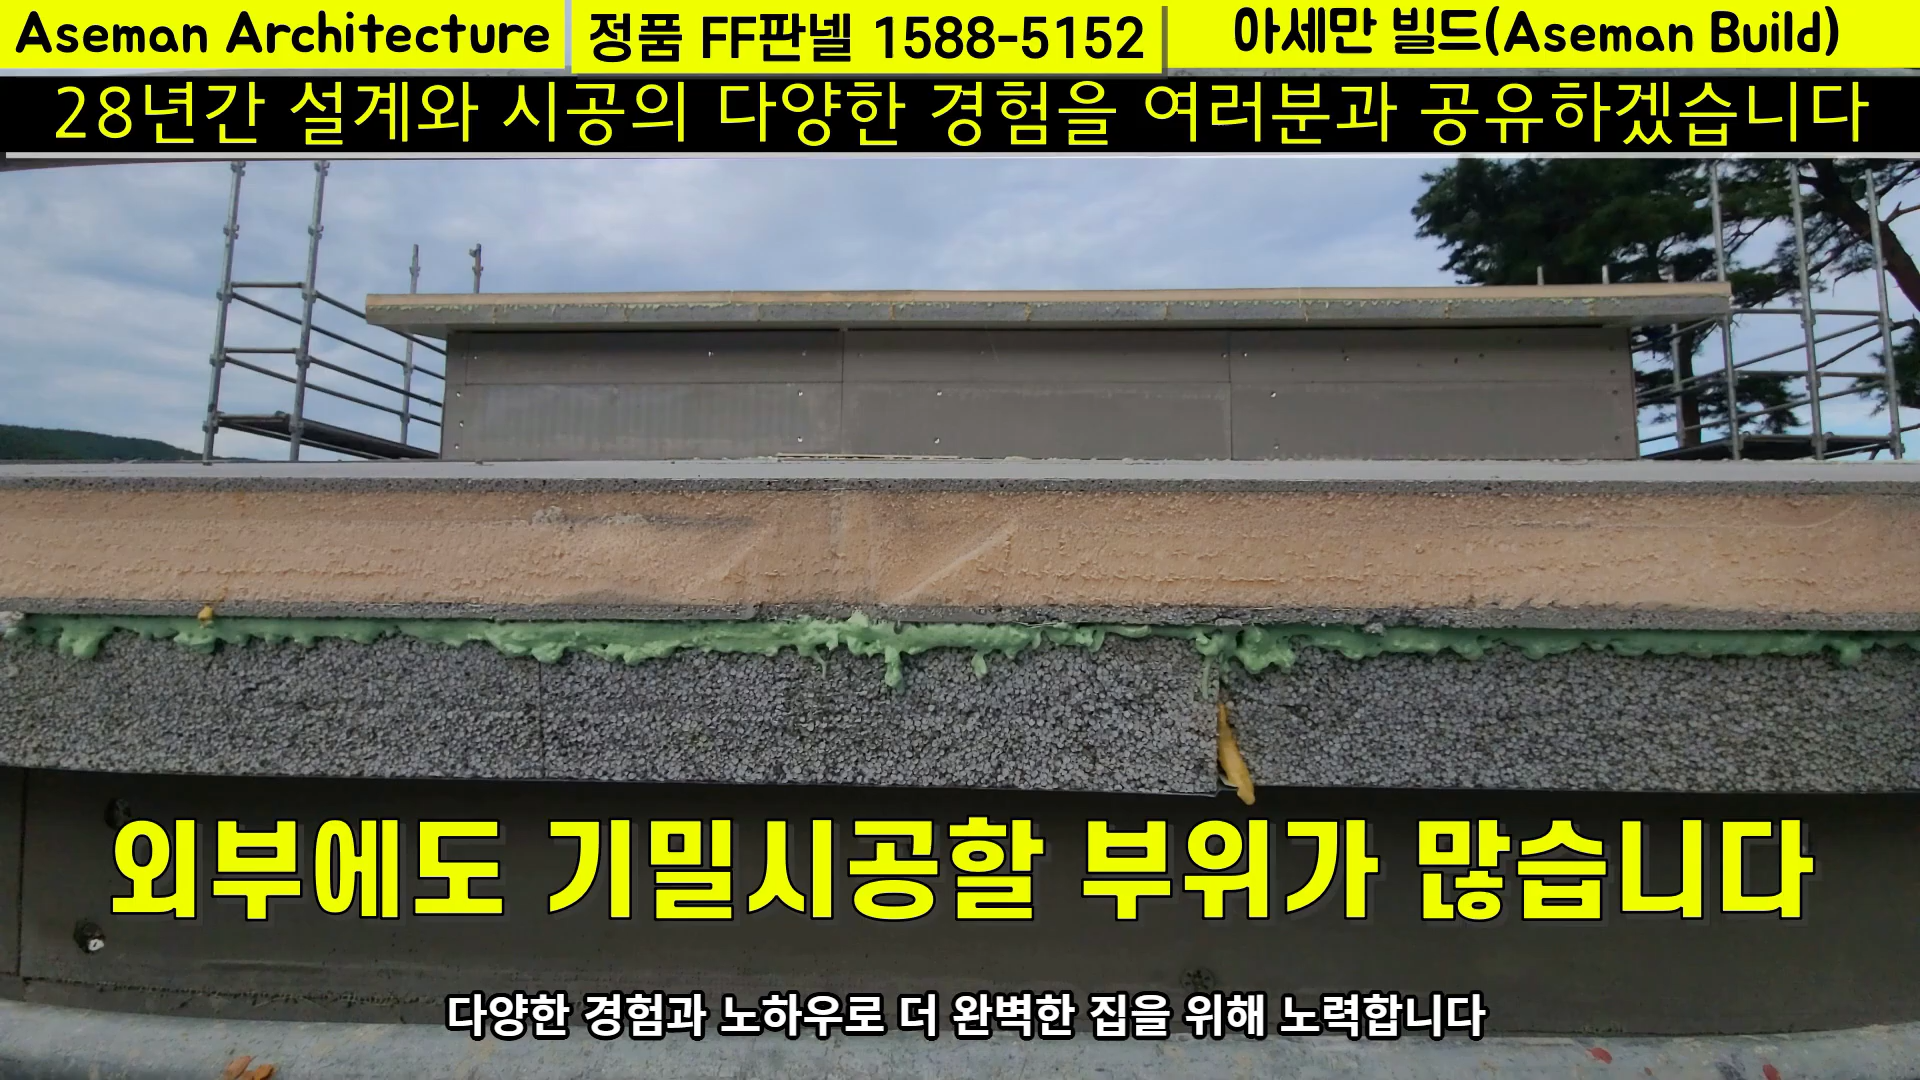 Aseman Architecture
정품 FF판넬 1588-5152
아세만 빌드(Aseman Build)
28년간 설계와 시공의 다양한 경험을 여러분과 공유하겠습니다
외부에도 기밀시공할 부위가 많습니다
다양한 경험과 노하우로 더 완벽한 집을 위해 노력합니다